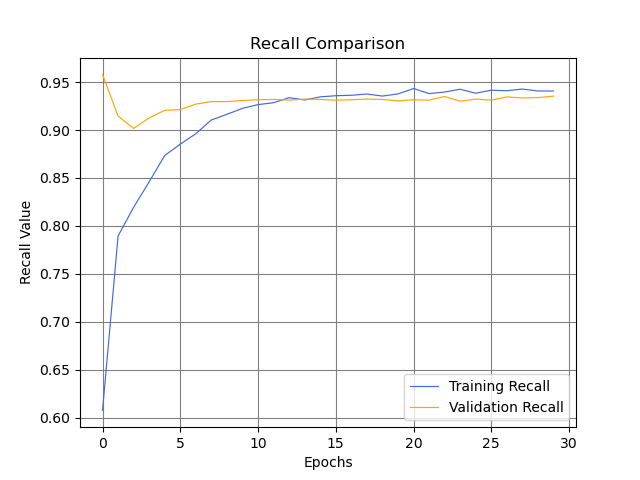 Recall Comparison
Recall Value
0.95
0.90
0.85
0.80
0.75
0.70
0.65
0.60
Training Recall
Validation Recall
0 5 10 15 20 25 30
Epochs